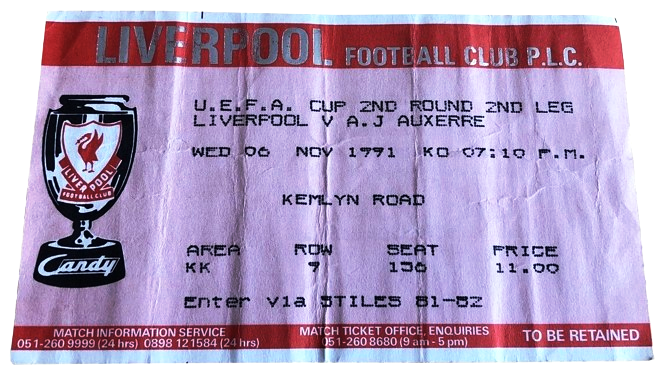 LIVERPOOL FOOTBALL CLUB P.L.C.
U.E.F.A. CUP 2ND ROUND 2ND LEG
LIVERPOOL V A.J AUXERRE
WED 06 NOV 1991 KO 07:10 P.M.
KEMLYN ROAD
LIVERPOOL
FOOTBALL CLUB
Candy
AREA ROW SEAT PRICE
KK 9 136 11.00
Enter via STILES 81-82
MATCH INFORMATION SERVICE
051-260 9999 (24 hrs) 0898 121584 (24 hrs)
MATCH TICKET OFFICE, ENQUIRIES
051-260 8680 (9 am - 5 pm)
TO BE RETAINED